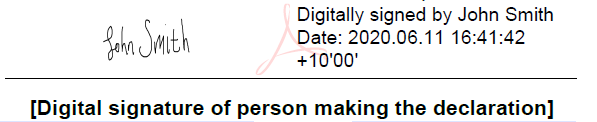 John Smith
Digitally signed by John Smith
Date: 2020.06.11 16:41:42
+10'00'
[Digital signature of person making the declaration]